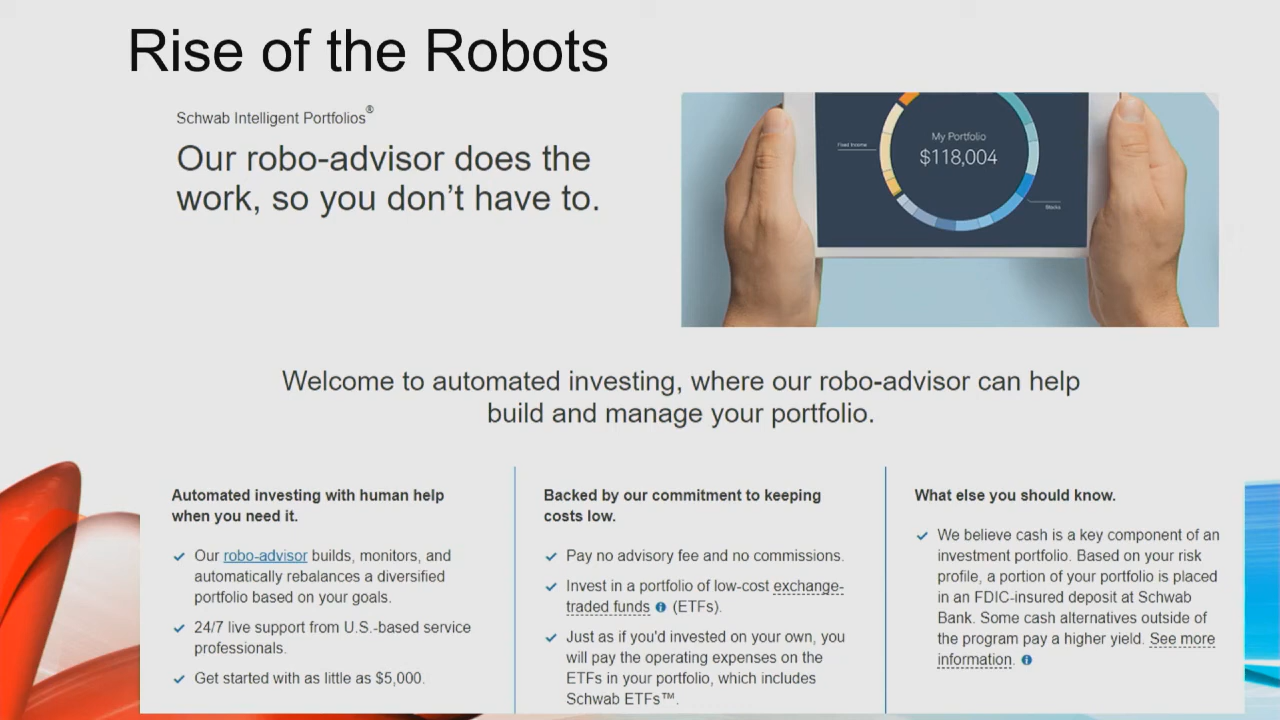 Rise of the Robots
Schwab Intelligent Portfolios®
Our robo-advisor does the
work, so you don't have to.
Fixed Income
My Portfolio
$118,004
Stocks
Welcome to automated investing, where our robo-advisor can help
build and manage your portfolio.
Automated investing with human help
when you need it.
Our robo-advisor builds, monitors, and
automatically rebalances a diversified
portfolio based on your goals.
24/7 live support from U.S.-based service
professionals.
Get started with as little as $5,000.
Backed by our commitment to keeping
costs low.
Pay no advisory fee and no commissions.
Invest in a portfolio of low-cost exchange-
traded funds (ETFs).
Just as if you'd invested on your own, you
will pay the operating expenses on the
ETFs in your portfolio, which includes
Schwab ETFs™.
What else you should know.
We believe cash is a key component of an
investment portfolio. Based on your risk
profile, a portion of your portfolio is placed
in an FDIC-insured deposit at Schwab
Bank. Some cash alternatives outside of
the program pay a higher yield. See more
information.